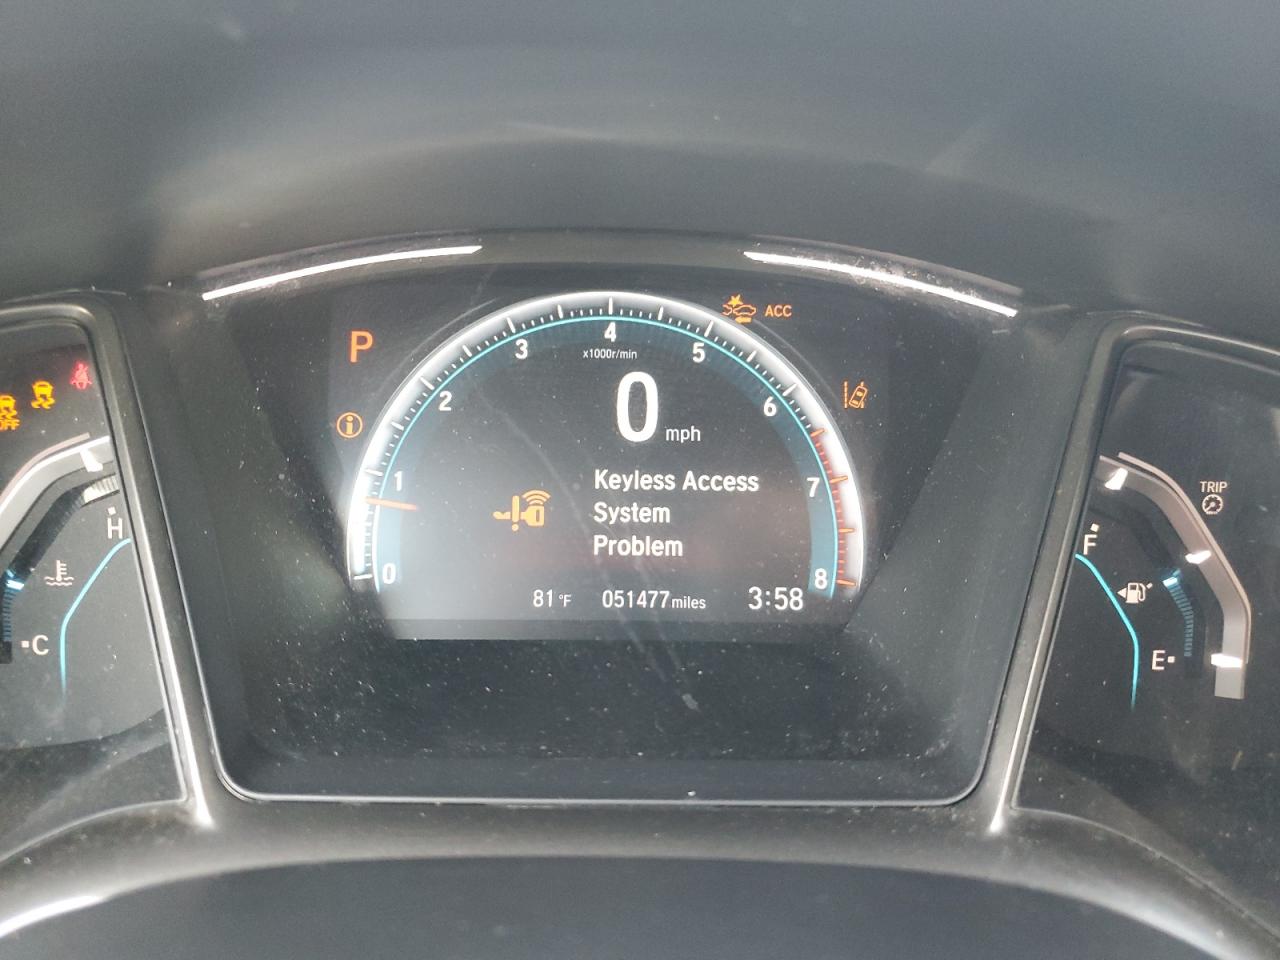 P
ACC
x1000r/min
0 1 2 3 4 5 6 7 8
0 mph
Keyless Access
System
Problem
81°F 051477 miles 3:58
OFF
H
C
TRIP
F
E